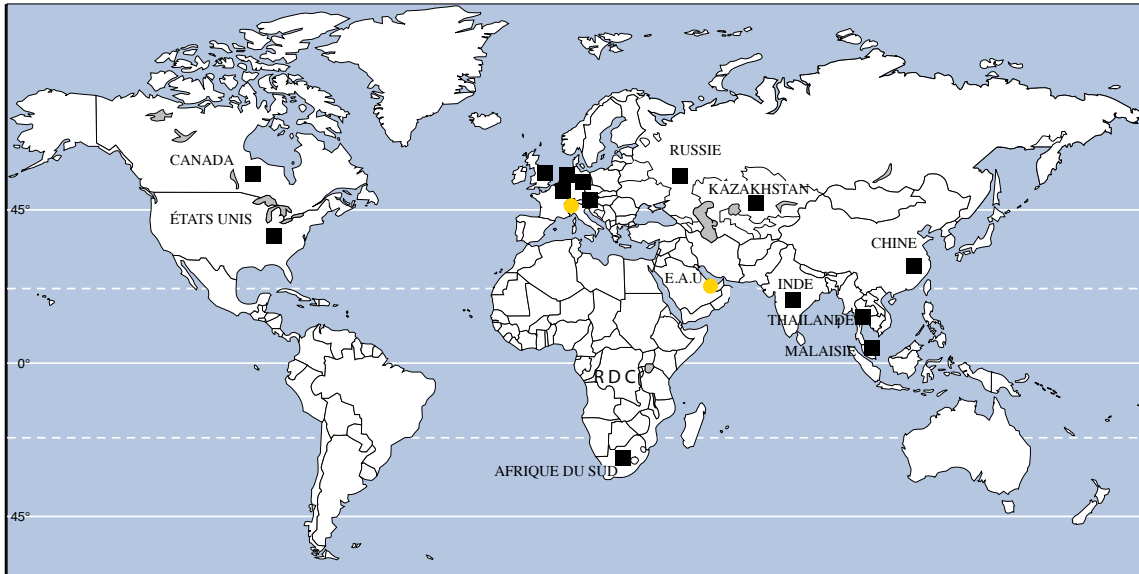 RUSSIE
CANADA
KAZAKHSTAN
45°
ÉTATS UNIS
CHINE
E.A.U
INDE
THAILANDE
MALAISIE
0°
RDC
AFRIQUE DU SUD
45°